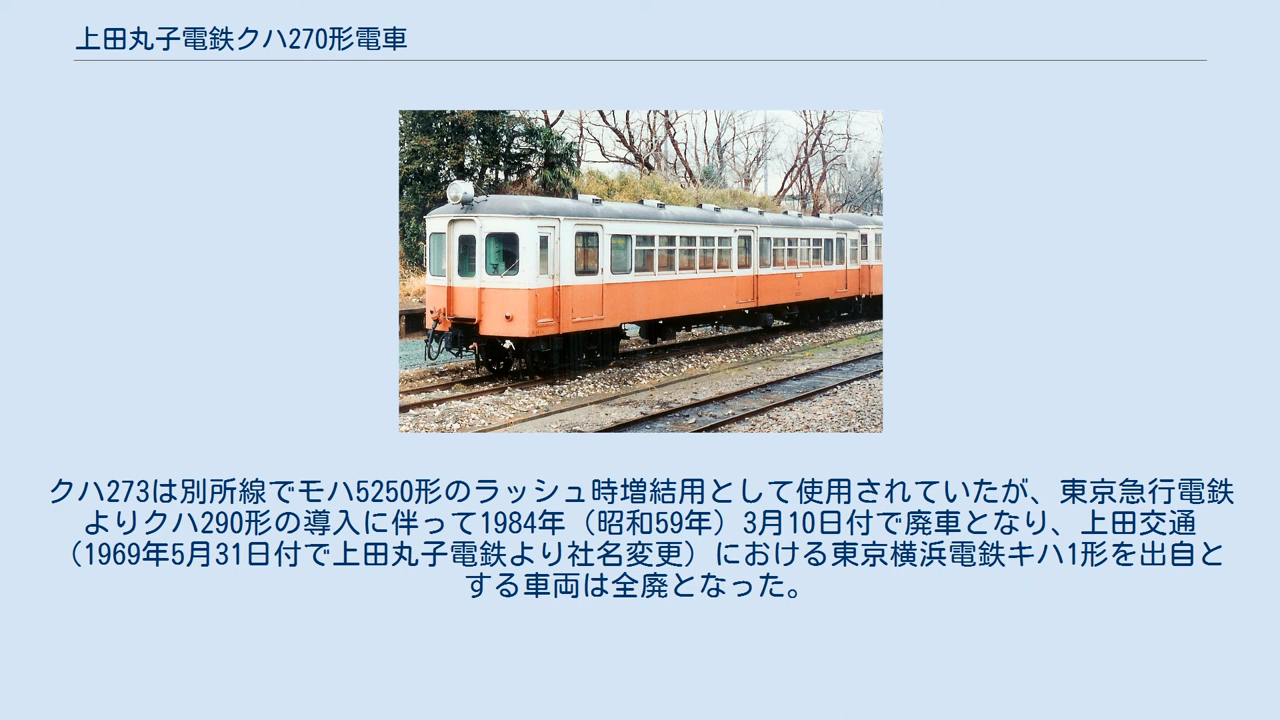 上田丸子電鉄クハ270形電車
クハ273は別所線でモハ5250形のラッシュ時増結用として使用されていたが、東京急行電鉄
よりクハ290形の導入に伴って1984年（昭和59年）3月10日付で廃車となり、上田交通
（1969年5月31日付で上田丸子電鉄より社名変更）における東京横浜電鉄キハ1形を出自と
する車両は全廃となった。